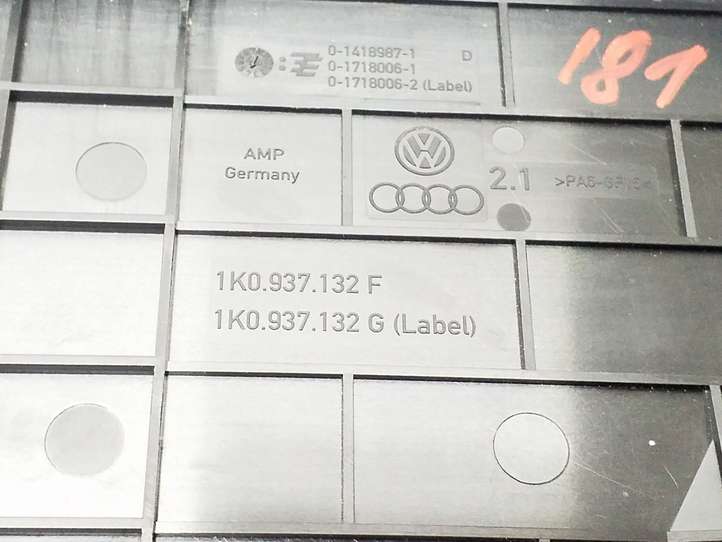 0-1418987-1 D
0-1718006-1
0-1718006-2 (Label)
181
AMP
Germany
2.1
1K0.937.132 F
1K0.937.132 G (Label)